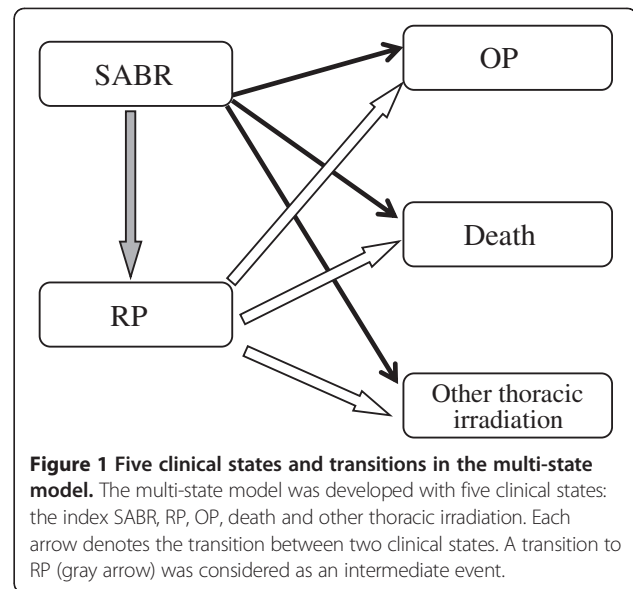 SABR
OP
Death
RP
Other thoracic
irradiation
Figure 1 Five clinical states and transitions in the multi-state
model. The multi-state model was developed with five clinical states:
the index SABR, RP, OP, death and other thoracic irradiation. Each
arrow denotes the transition between two clinical states. A transition to
RP (gray arrow) was considered as an intermediate event.